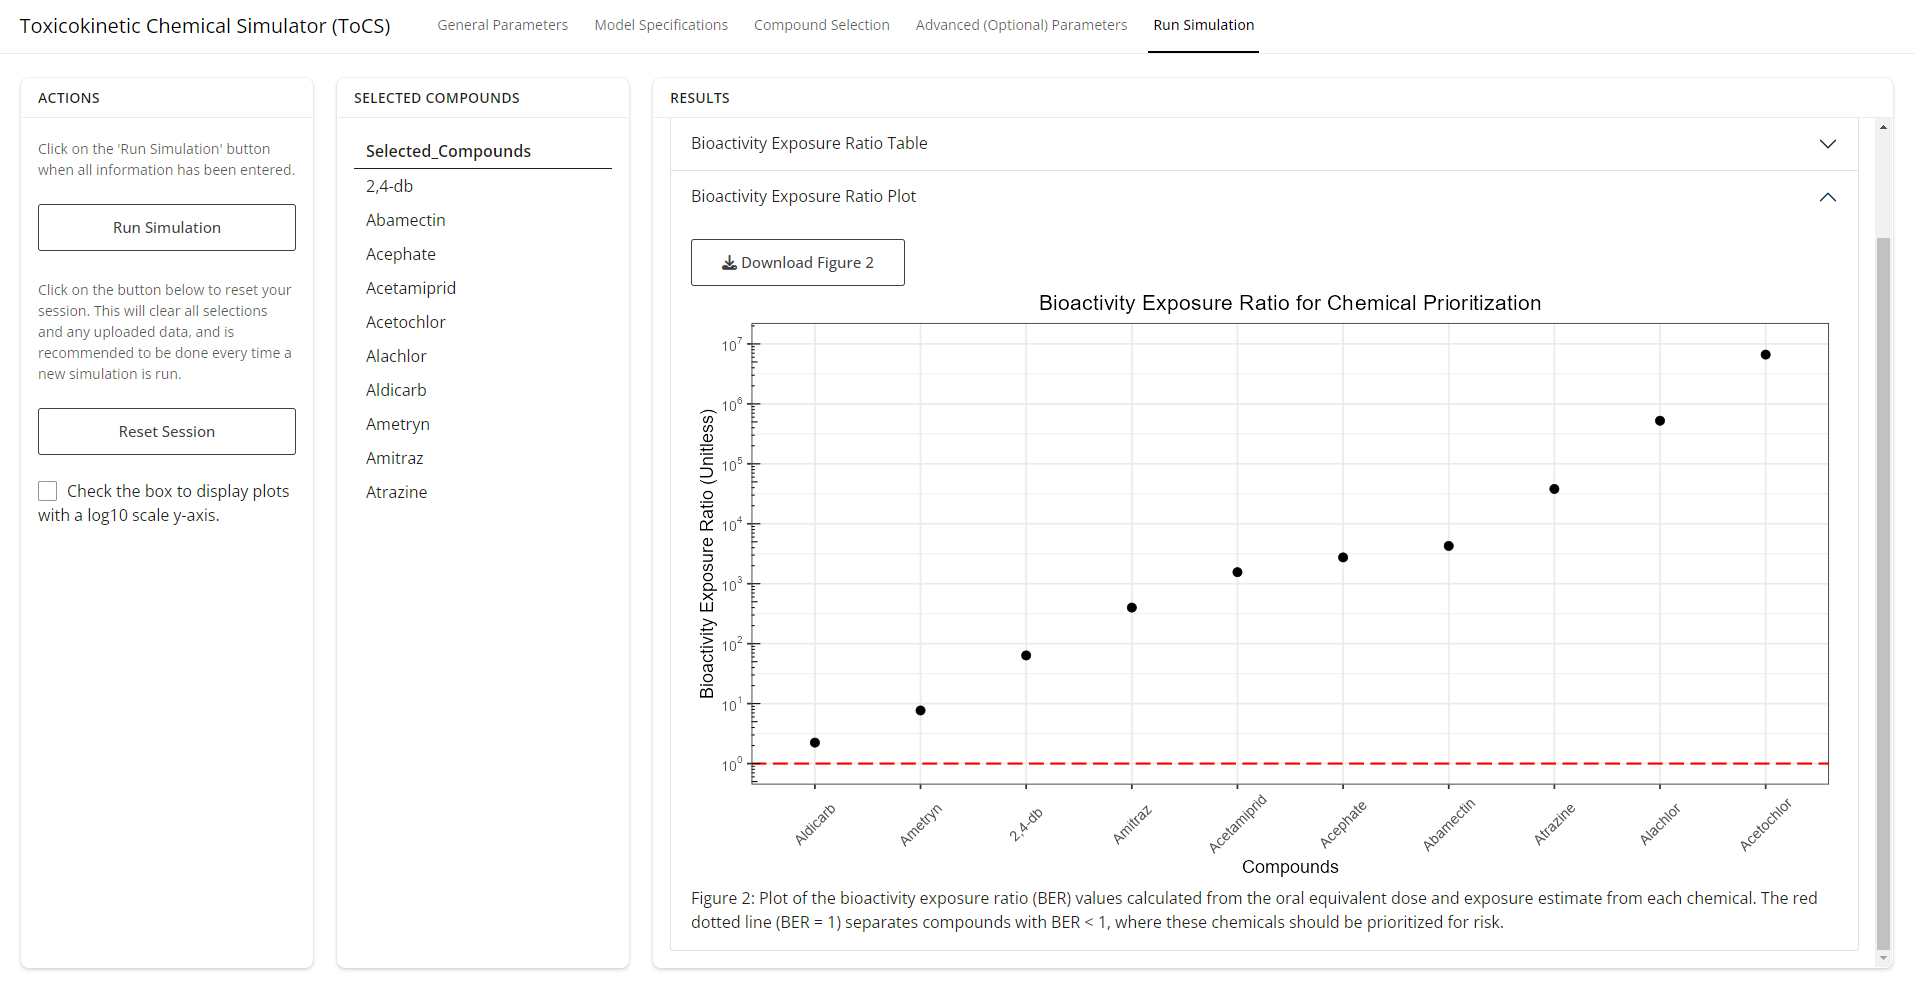 Toxicokinetic Chemical Simulator (ToCS)
General Parameters
Model Specifications
Compound Selection
Advanced (Optional) Parameters
Run Simulation
ACTIONS
Click on the 'Run Simulation' button
when all information has been entered.
Run Simulation
Click on the button below to reset your
session. This will clear all selections
and any uploaded data, and is
recommended to be done every time a
new simulation is run.
Reset Session
Check the box to display plots
with a log10 scale y-axis.
SELECTED COMPOUNDS
Selected_Compounds
2,4-db
Abamectin
Acephate
Acetamiprid
Acetochlor
Alachlor
Aldicarb
Ametryn
Amitraz
Atrazine
RESULTS
Bioactivity Exposure Ratio Table
Bioactivity Exposure Ratio Plot
Download Figure 2
Bioactivity Exposure Ratio for Chemical Prioritization
Bioactivity Exposure Ratio (Unitless)
10^7
10^6
10^5
10^4
10^3
10^2
10^1
10^0
Aldicarb
Ametryn
2,4-db
Amitraz
Acetamiprid
Acephate
Abamectin
Atrazine
Alachlor
Acetochlor
Compounds
Figure 2: Plot of the bioactivity exposure ratio (BER) values calculated from the oral equivalent dose and exposure estimate from each chemical. The red
dotted line (BER = 1) separates compounds with BER < 1, where these chemicals should be prioritized for risk.